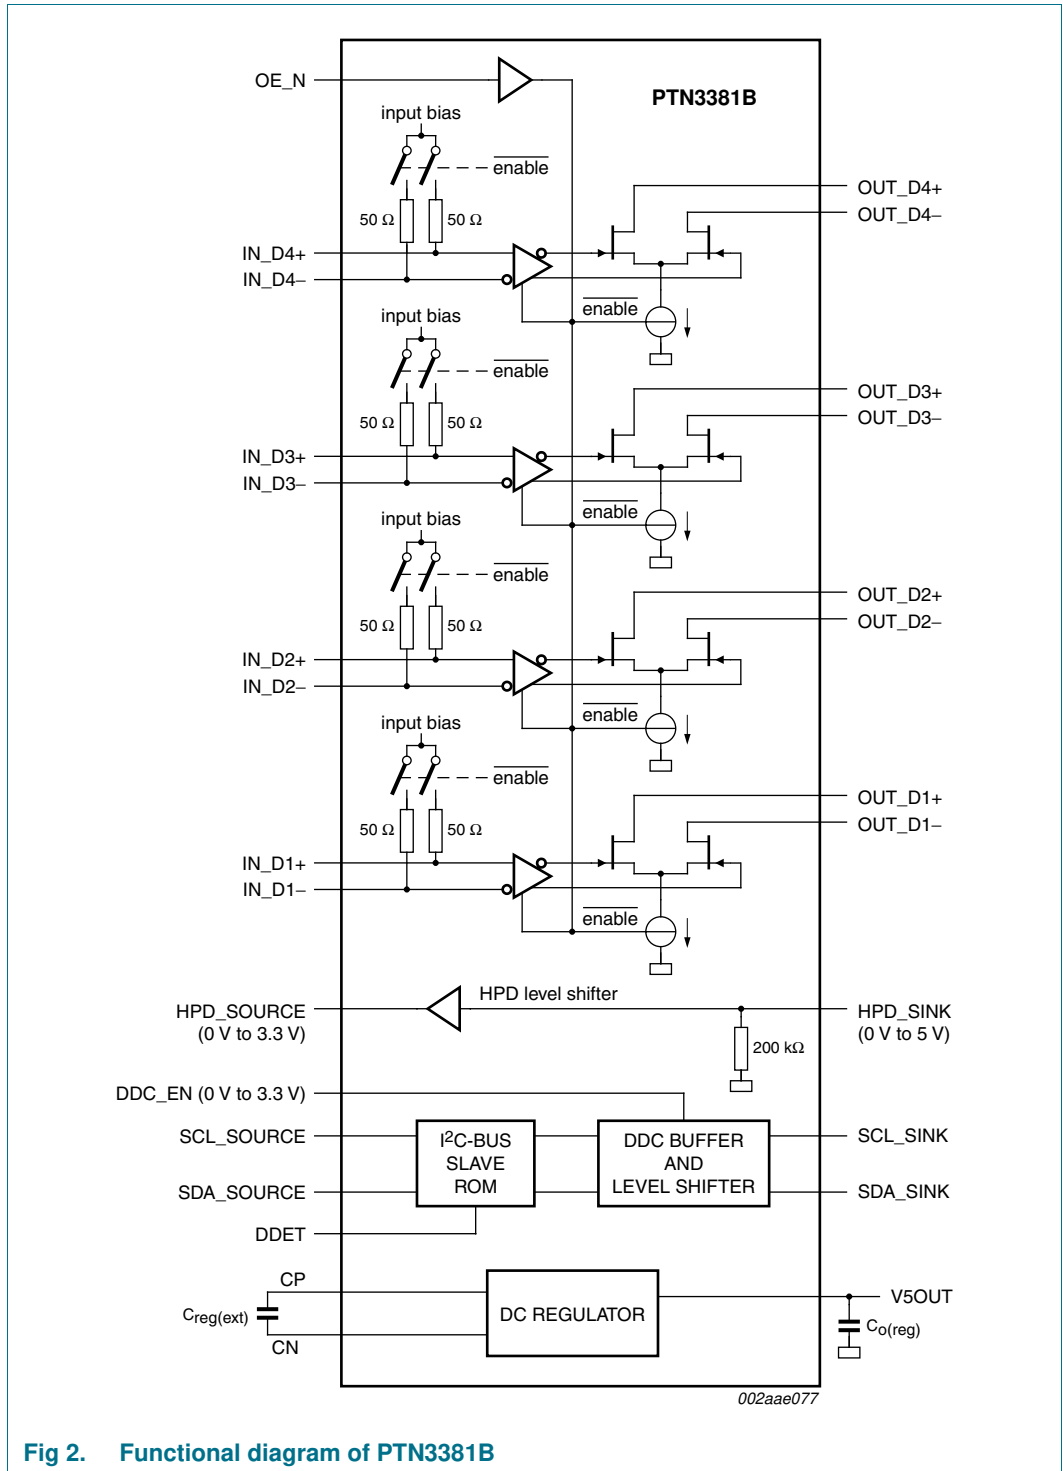 OE_N
PTN3381B
input bias
enable
OUT_D4+
OUT_D4−
50 Ω
50 Ω
IN_D4+
IN_D4−
enable
input bias
enable
OUT_D3+
OUT_D3−
50 Ω
50 Ω
IN_D3+
IN_D3−
enable
input bias
enable
OUT_D2+
OUT_D2−
50 Ω
50 Ω
IN_D2+
IN_D2−
enable
input bias
enable
OUT_D1+
OUT_D1−
50 Ω
50 Ω
IN_D1+
IN_D1−
enable
HPD level shifter
HPD_SOURCE
(0 V to 3.3 V)
HPD_SINK
(0 V to 5 V)
200 kΩ
DDC_EN (0 V to 3.3 V)
SCL_SOURCE
I²C-BUS
SLAVE
ROM
DDC BUFFER
AND
LEVEL SHIFTER
SCL_SINK
SDA_SOURCE
SDA_SINK
DDET
CP
Creg(ext)
CN
DC REGULATOR
V5OUT
Co(reg)
002aae077
Fig 2. Functional diagram of PTN3381B